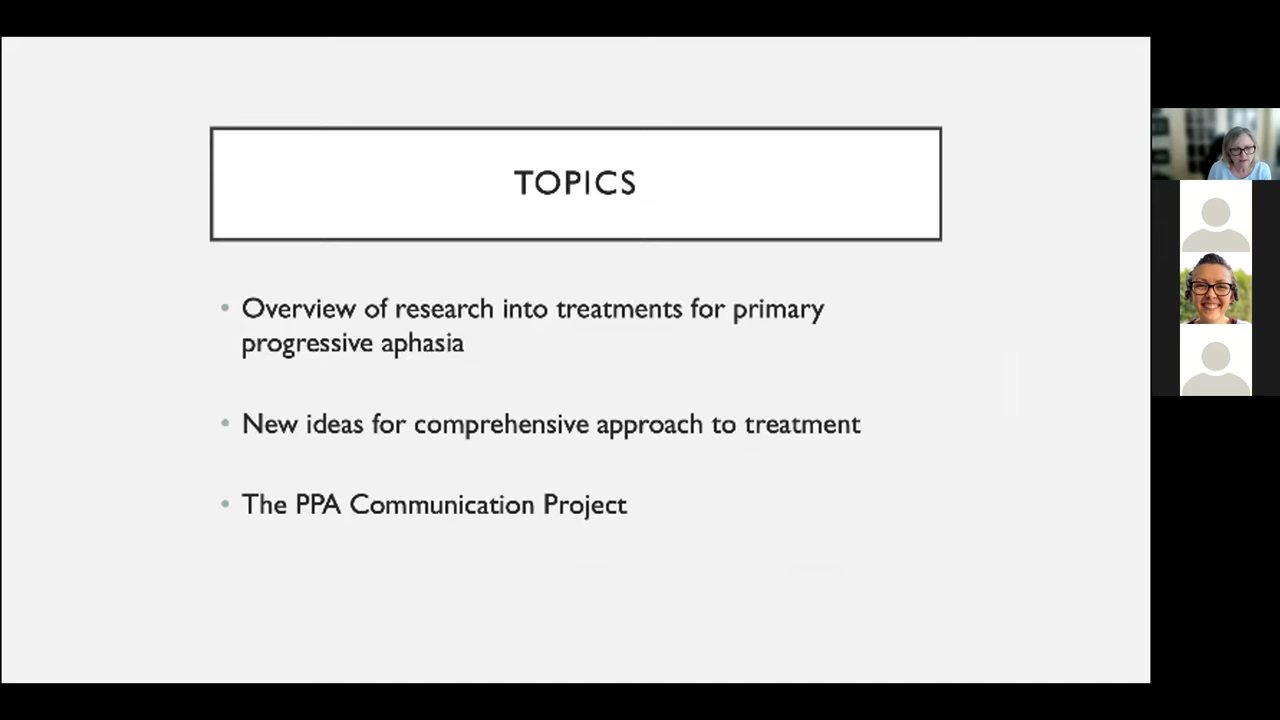 TOPICS
Overview of research into treatments for primary
progressive aphasia
New ideas for comprehensive approach to treatment
The PPA Communication Project